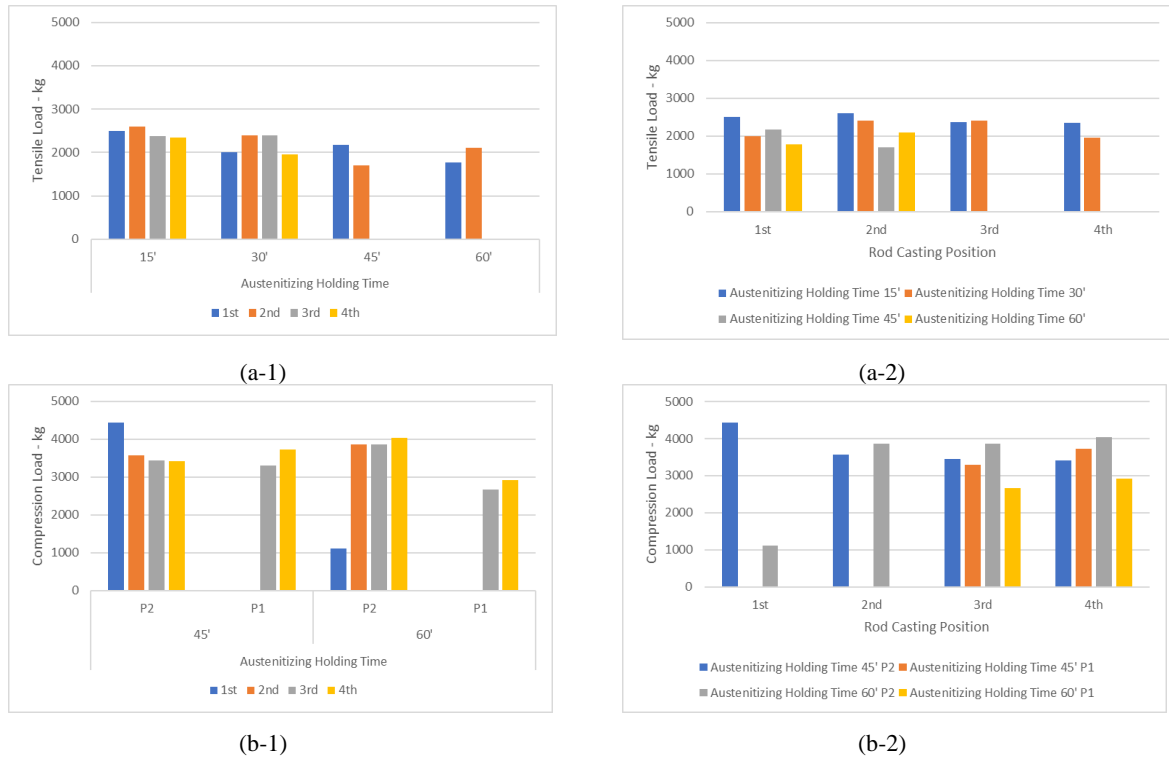 5000
4000
3000
2000
1000
0
Tensile Load - kg
15' 30' 45' 60'
Austenitizing Holding Time
1st 2nd 3rd 4th
(a-1)
5000
4000
3000
2000
1000
0
Tensile Load - kg
1st 2nd 3rd 4th
Rod Casting Position
Austenitizing Holding Time 15' Austenitizing Holding Time 30'
Austenitizing Holding Time 45' Austenitizing Holding Time 60'
(a-2)
5000
4000
3000
2000
1000
0
Compression Load - kg
P2 P1 P2 P1
45' 60'
Austenitizing Holding Time
1st 2nd 3rd 4th
(b-1)
5000
4000
3000
2000
1000
0
Compression Load - kg
1st 2nd 3rd 4th
Rod Casting Position
Austenitizing Holding Time 45' P2 Austenitizing Holding Time 45' P1
Austenitizing Holding Time 60' P2 Austenitizing Holding Time 60' P1
(b-2)